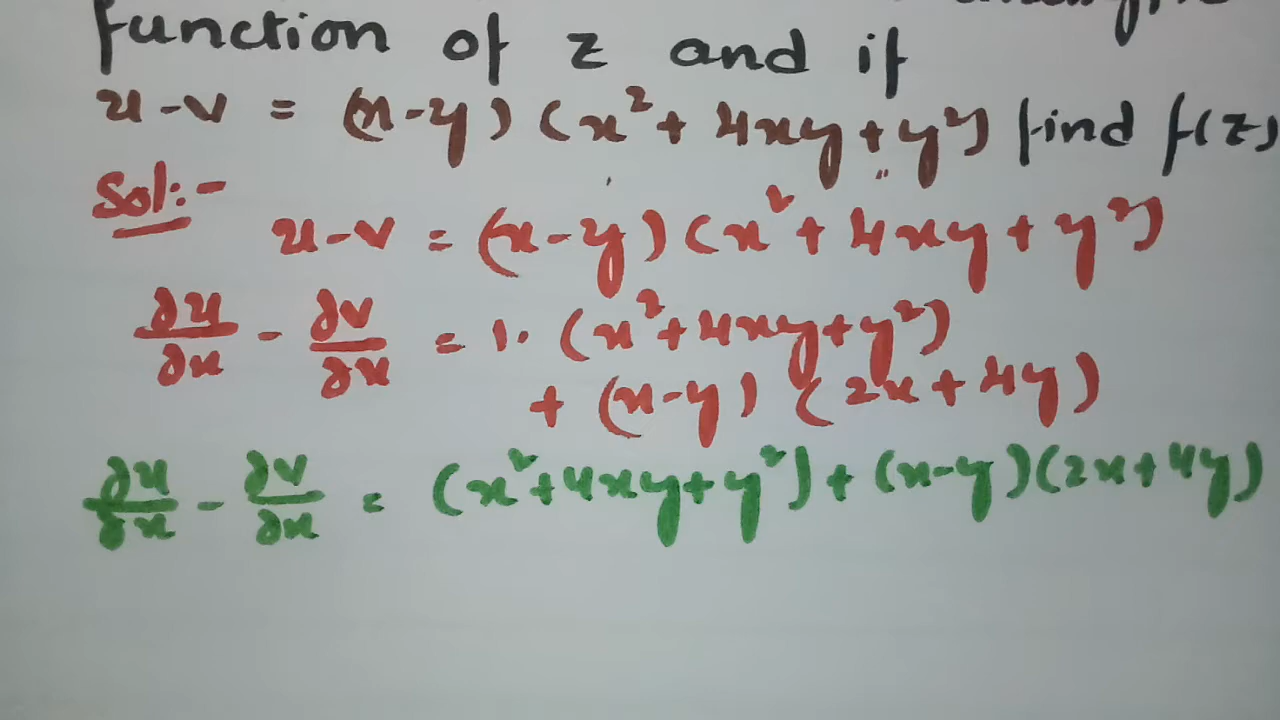 function of z and if
u-v = (x-y) (x²+4xy+y²) find f(z)
Sol:-
u-v = (x-y) (x²+4xy+y²)
∂u/∂x - ∂v/∂x = 1. (x²+4xy+y²)
+ (x-y) (2x+4y)
∂u/∂x - ∂v/∂x = (x²+4xy+y²)+(x-y)(2x+4y)